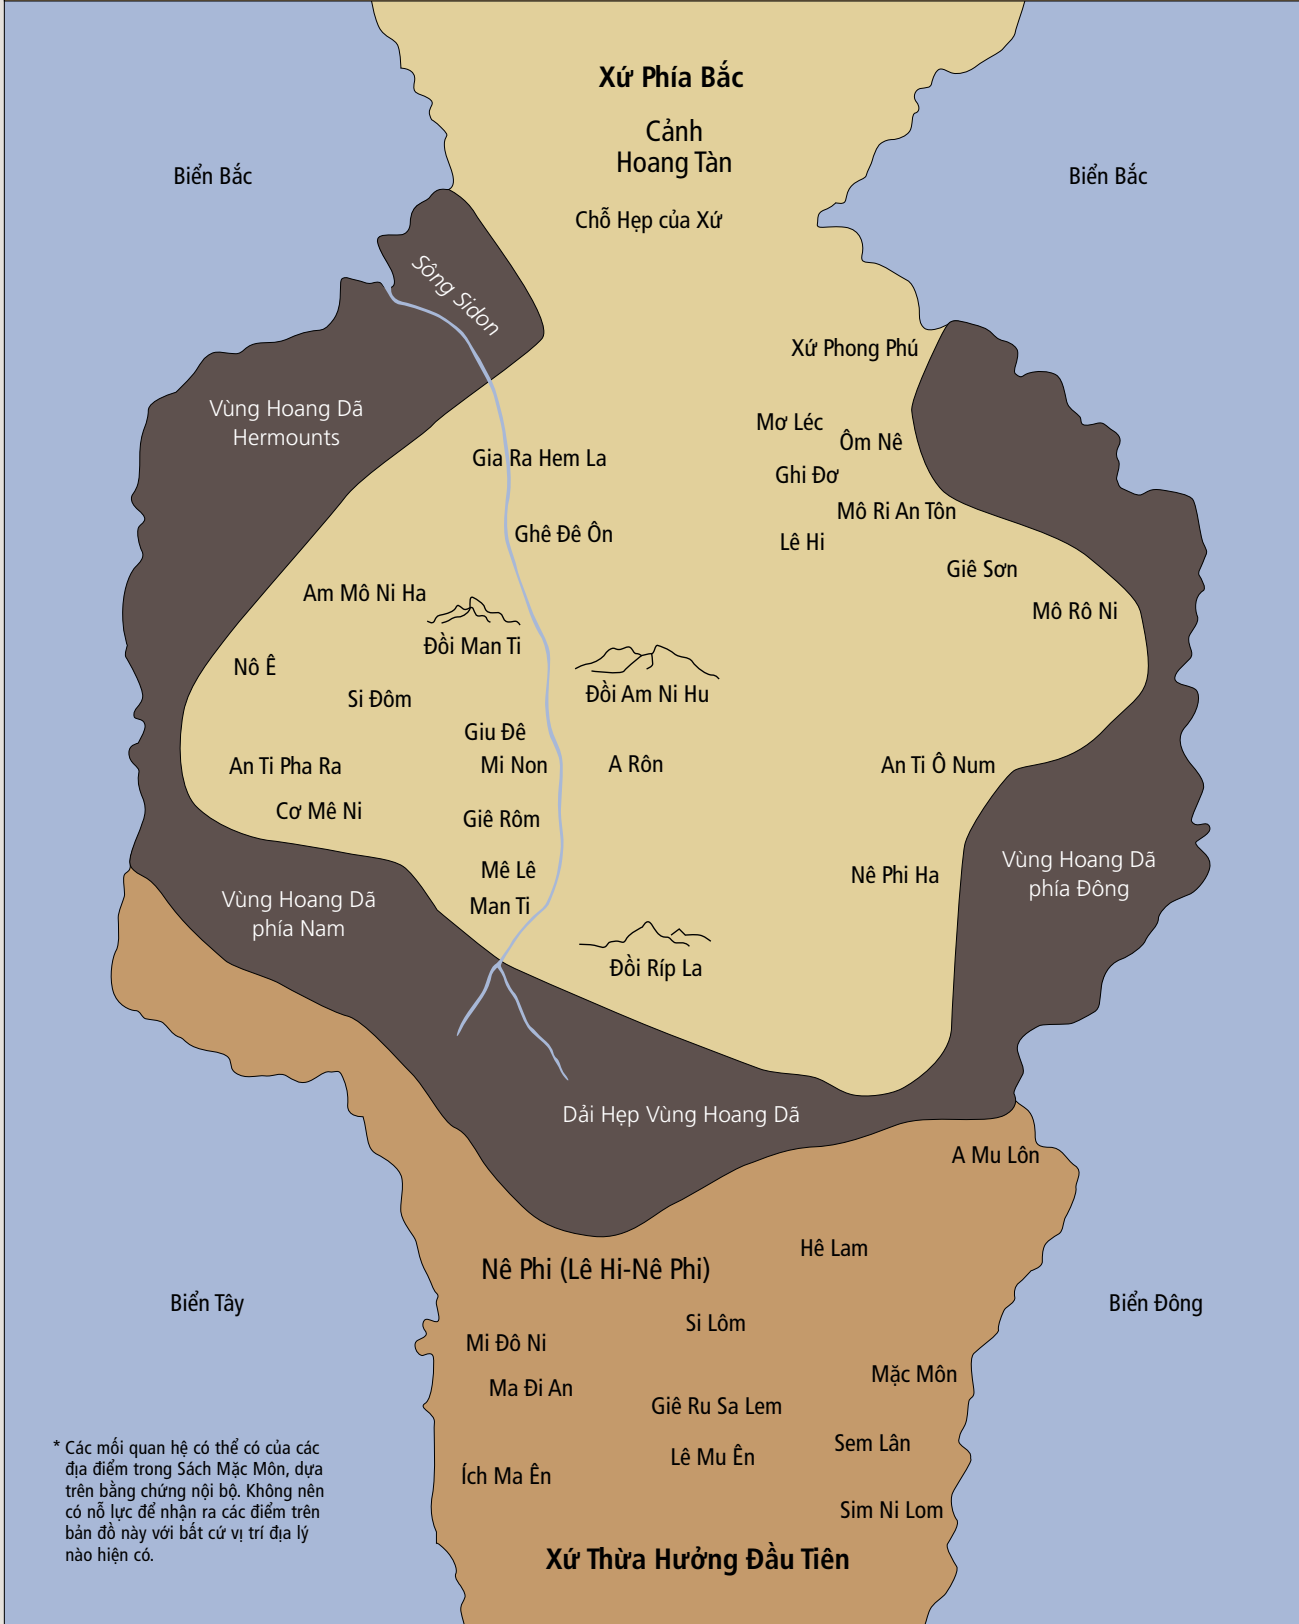 Xứ Phía Bắc
Cảnh
Hoang Tàn
Biển Bắc
Biển Bắc
Chỗ Hẹp của Xứ
Sông Sidon
Xứ Phong Phú
Vùng Hoang Dã
Hermounts
Mơ Léc
Ôm Nê
Gia Ra Hem La
Ghi Đơ
Mô Ri An Tôn
Ghê Đê Ôn
Lê Hi
Giê Sơn
Am Mô Ni Ha
Mô Rô Ni
Đồi Man Ti
Nô Ê
Đồi Am Ni Hu
Si Đôm
Giu Đê
An Ti Pha Ra
Mi Non
A Rôn
An Ti Ô Num
Cơ Mê Ni
Giê Rôm
Vùng Hoang Dã
phía Đông
Mê Lê
Nê Phi Ha
Vùng Hoang Dã
phía Nam
Man Ti
Đồi Ríp La
Dải Hẹp Vùng Hoang Dã
A Mu Lôn
Hê Lam
Nê Phi (Lê Hi-Nê Phi)
Biển Tây
Biển Đông
Si Lôm
Mi Đô Ni
Mặc Môn
Ma Đi An
Giê Ru Sa Lem
Sem Lân
Lê Mu Ên
Ích Ma Ên
Sim Ni Lom
Xứ Thừa Hưởng Đầu Tiên
* Các mối quan hệ có thể có của các
địa điểm trong Sách Mặc Môn, dựa
trên bằng chứng nội bộ. Không nên
có nỗ lực để nhận ra các điểm trên
bản đồ này với bất cứ vị trí địa lý
nào hiện có.